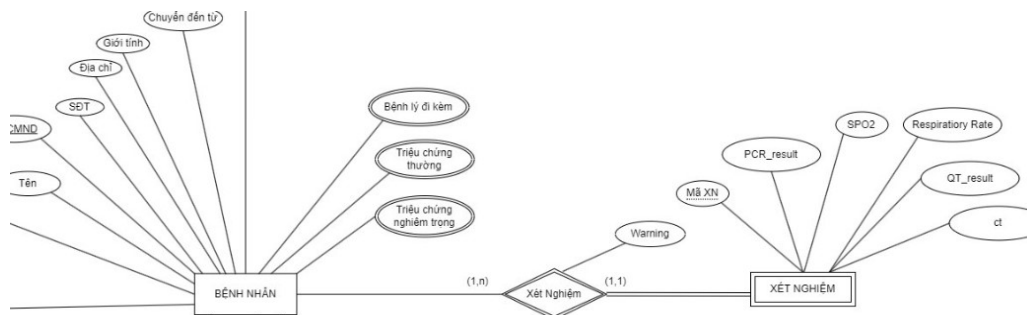 Chuyển đến từ
Giới tính
Địa chỉ
SĐT
CMND
Tên
Bệnh lý đi kèm
Triệu chứng
thường
Triệu chứng
nghiêm trọng
SPO2
Respiratiory Rate
PCR_result
QT_result
Mã XN
ct
Warning
BỆNH NHÂN
(1,n)
Xét Nghiệm
(1,1)
XÉT NGHIỆM